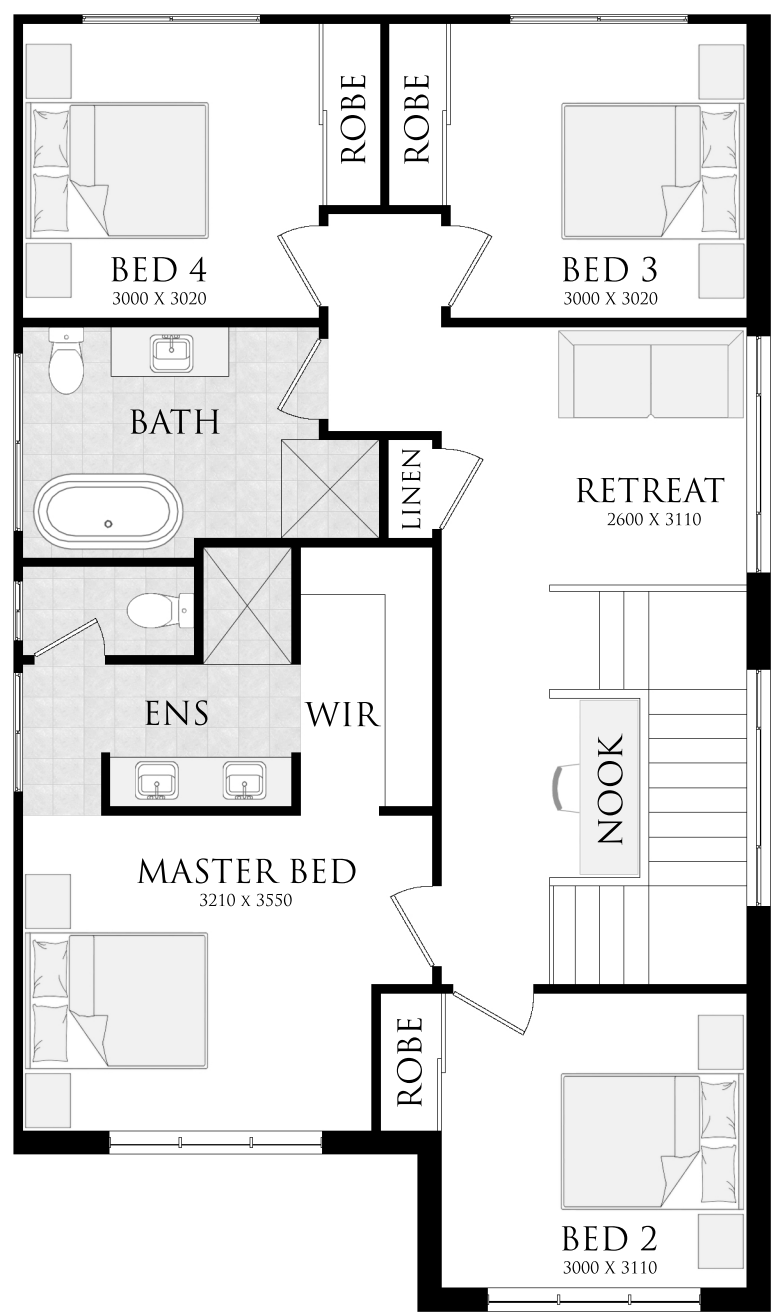 ROBE
ROBE
BED 4
3000 X 3020
BED 3
3000 X 3020
BATH
LINEN
RETREAT
2600 X 3110
ENS
WIR
NOOK
MASTER BED
3210 X 3550
ROBE
BED 2
3000 X 3110